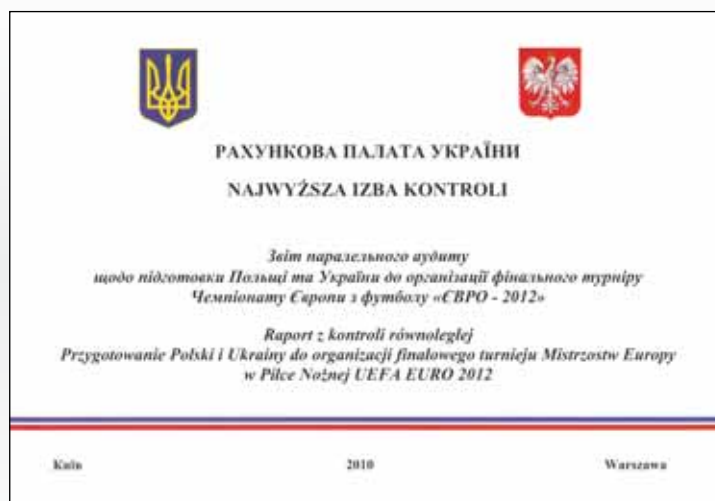 РАХУНКОВА ПАЛАТА УКРАЇНИ
NAJWYŻSZA IZBA KONTROLI
Звіт паралельного аудиту
щодо підготовки Польщі та України до організації фінального турніру
Чемпіонату Європи з футболу «ЄВРО - 2012»
Raport z kontroli równoległej
Przygotowanie Polski i Ukrainy do organizacji finałowego turnieju Mistrzostw Europy
w Piłce Nożnej UEFA EURO 2012
Київ 2010 Warszawa